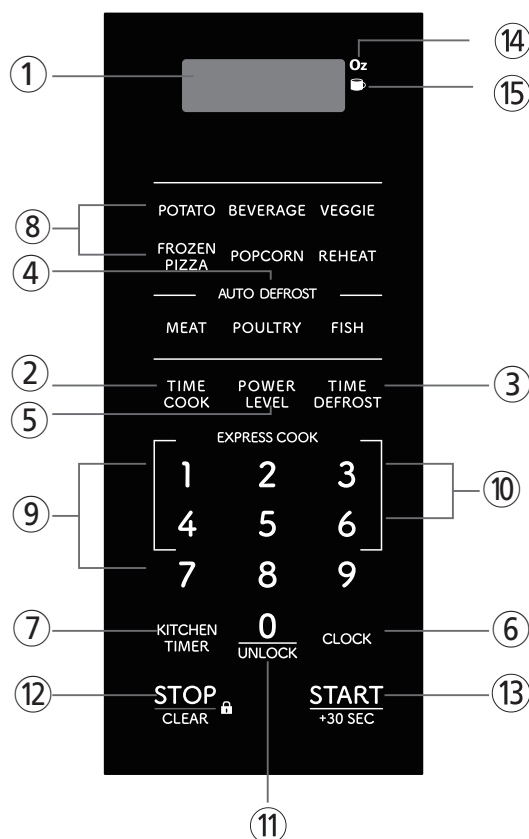 ⑭
① Oz
⑮
POTATO BEVERAGE VEGGIE
⑧
FROZEN PIZZA POPCORN REHEAT
④
AUTO DEFROST
MEAT POULTRY FISH
② ③
TIME COOK POWER LEVEL TIME DEFROST
⑤
EXPRESS COOK
1 2 3
⑨ ⑩
4 5 6
7 8 9
⑦ 0 ⑥
KITCHEN TIMER UNLOCK CLOCK
⑫ STOP START ⑬
CLEAR +30 SEC
⑪